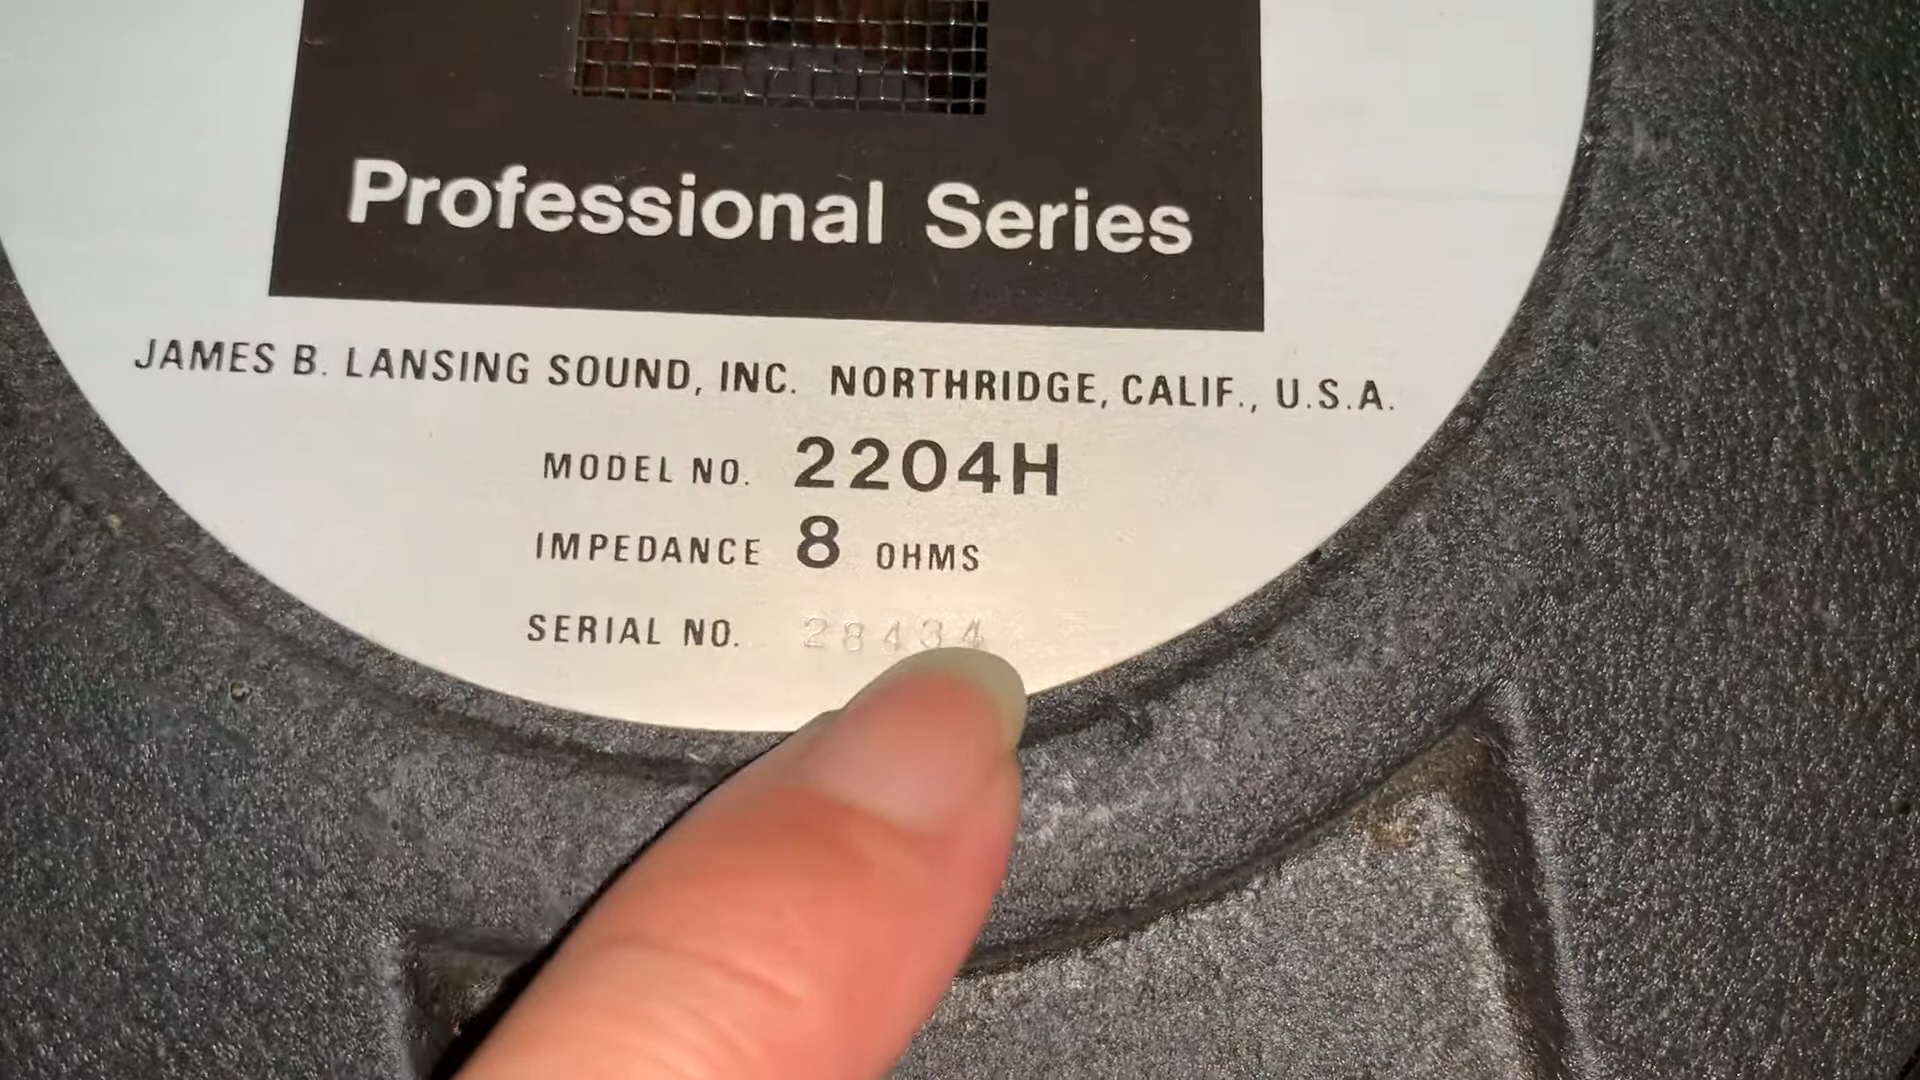 Professional Series
JAMES B. LANSING SOUND, INC. NORTHRIDGE, CALIF., U.S.A.
MODEL NO. 2204H
IMPEDANCE 8 OHMS
SERIAL NO. 28434